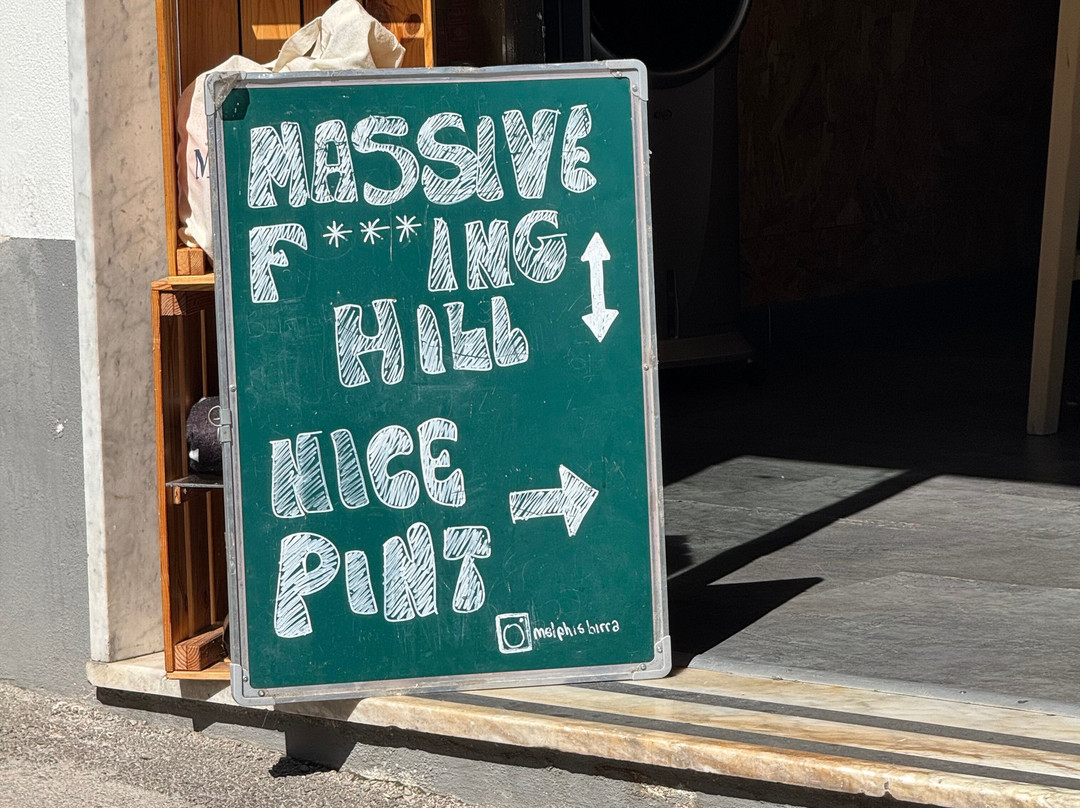 MASSIVE
F***ING
HILL
NICE
PINT
melphisbirra